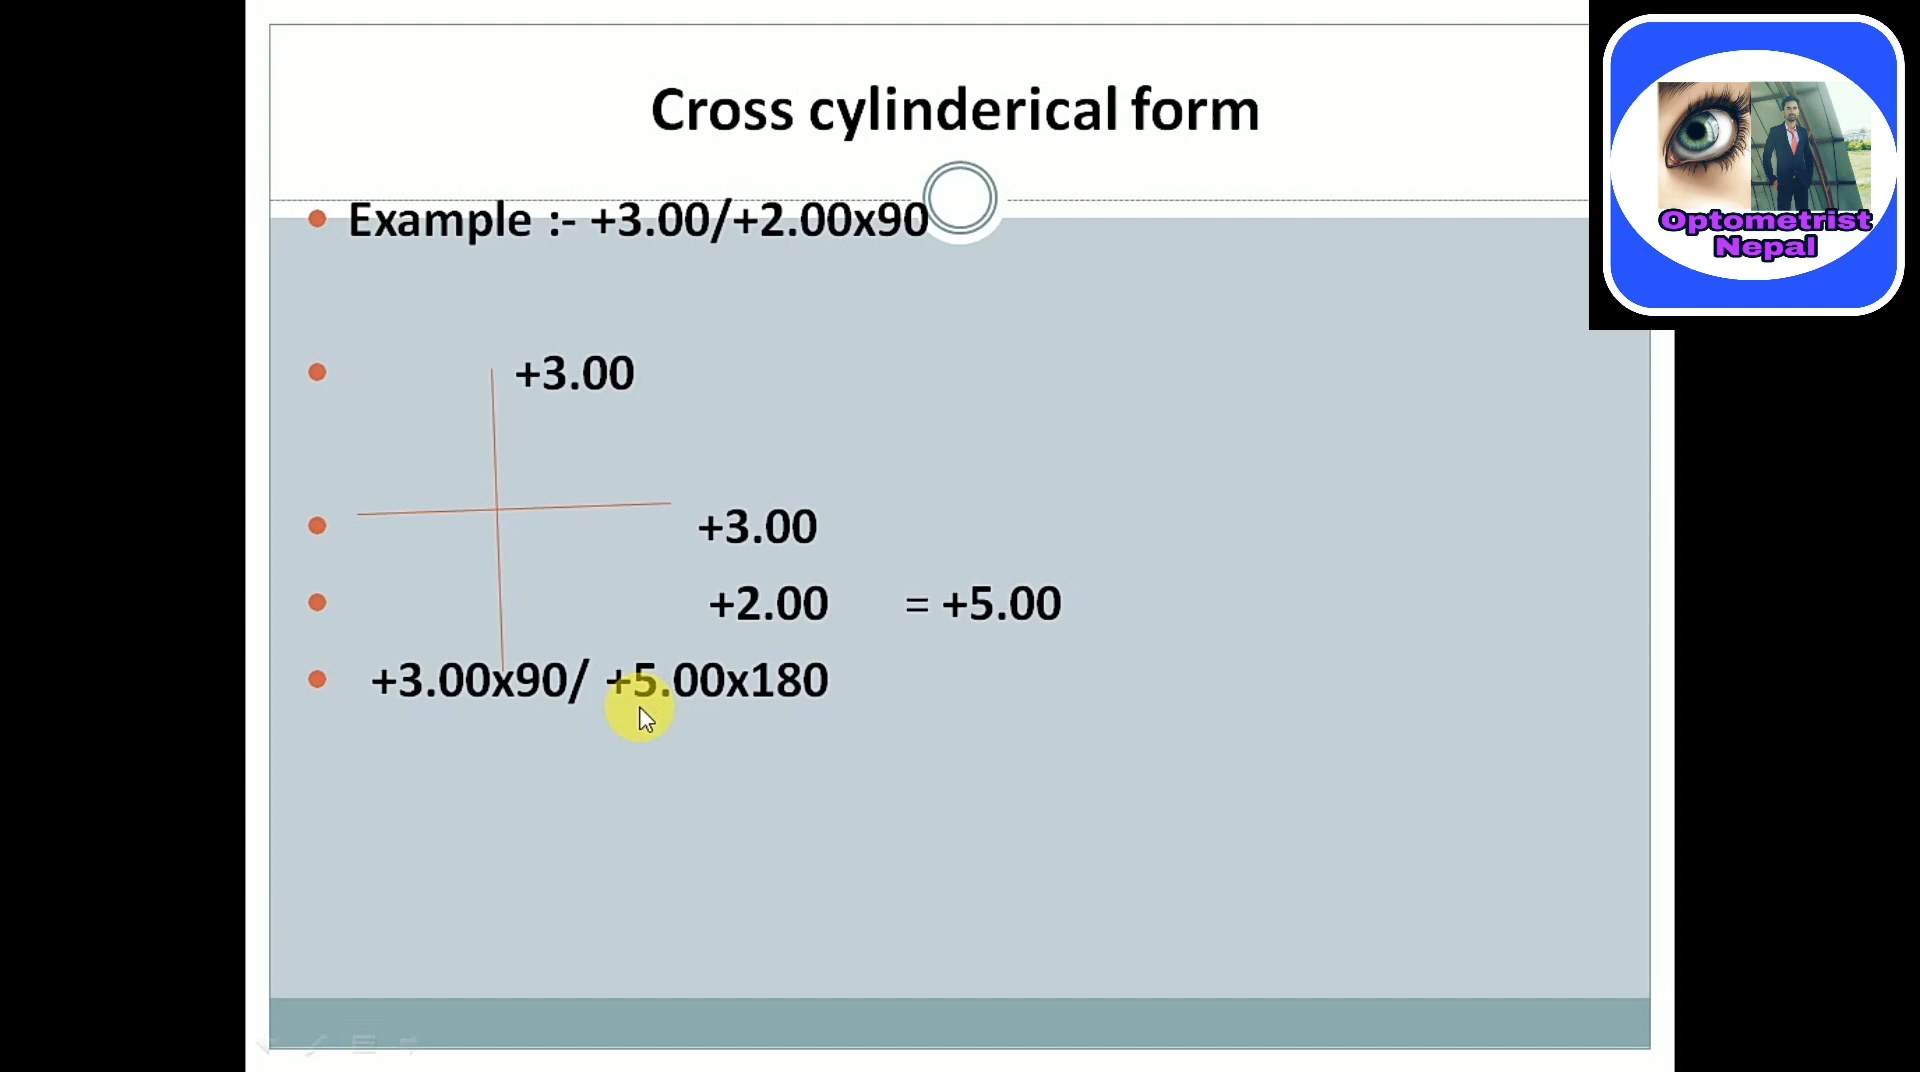 Cross cylinderical form
Example :- +3.00/+2.00x90
+3.00
+3.00
+2.00 = +5.00
+3.00x90/ +5.00x180
Optometrist
Nepal